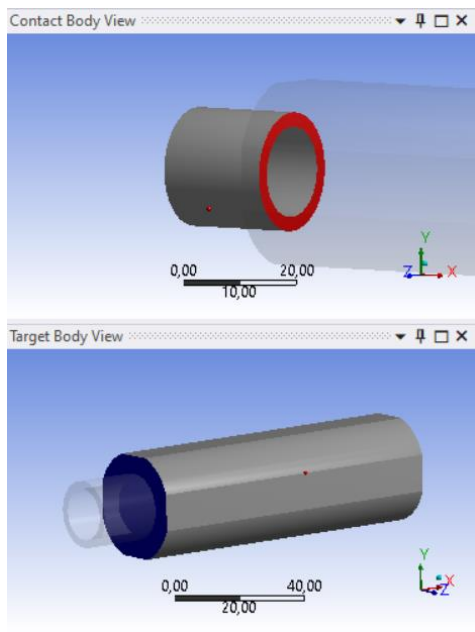 Contact Body View
0,00
20,00
10,00
Y
Z
X
Target Body View
0,00
40,00
20,00
Y
X
Z